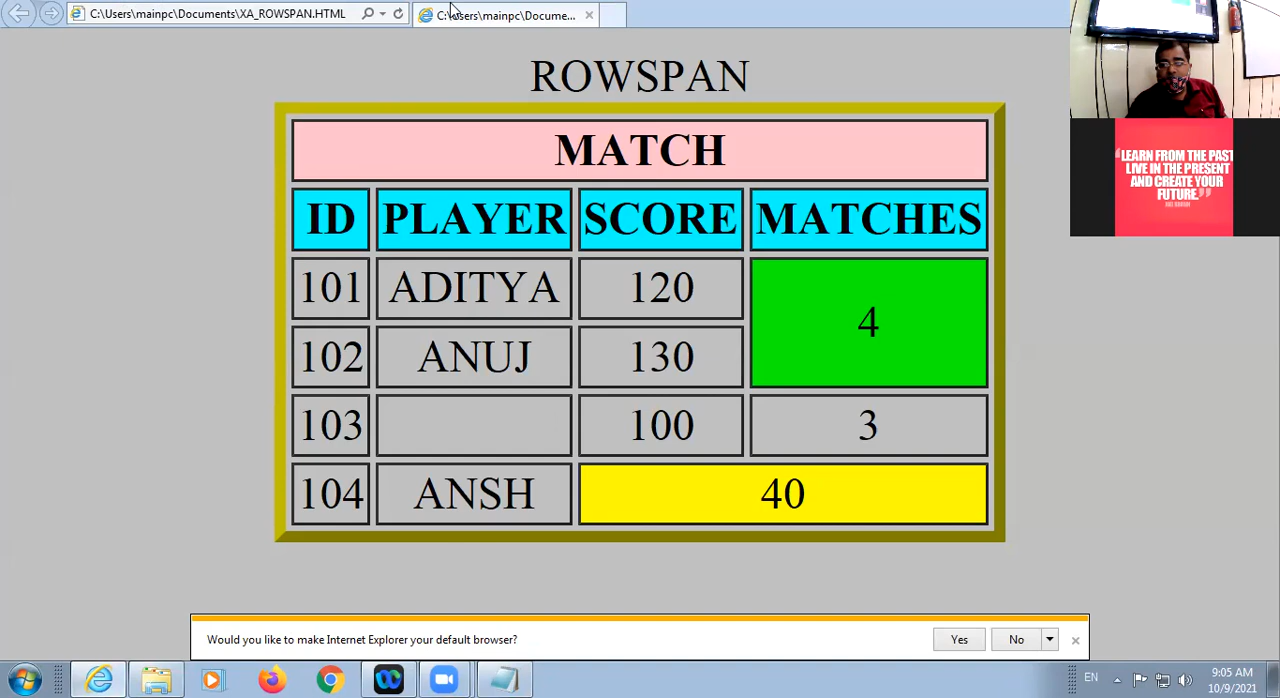 C:\Users\mainpc\Documents\XA_ROWSPAN.HTML
C:\Users\mainpc\Docume...
ROWSPAN
MATCH
ID PLAYER SCORE MATCHES
101 ADITYA 120 4
102 ANUJ 130
103 100 3
104 ANSH 40
“LEARN FROM THE PAST
LIVE IN THE PRESENT
AND CREATE YOUR
FUTURE.”
Would you like to make Internet Explorer your default browser?
Yes
No
EN
9:05 AM
10/9/2021